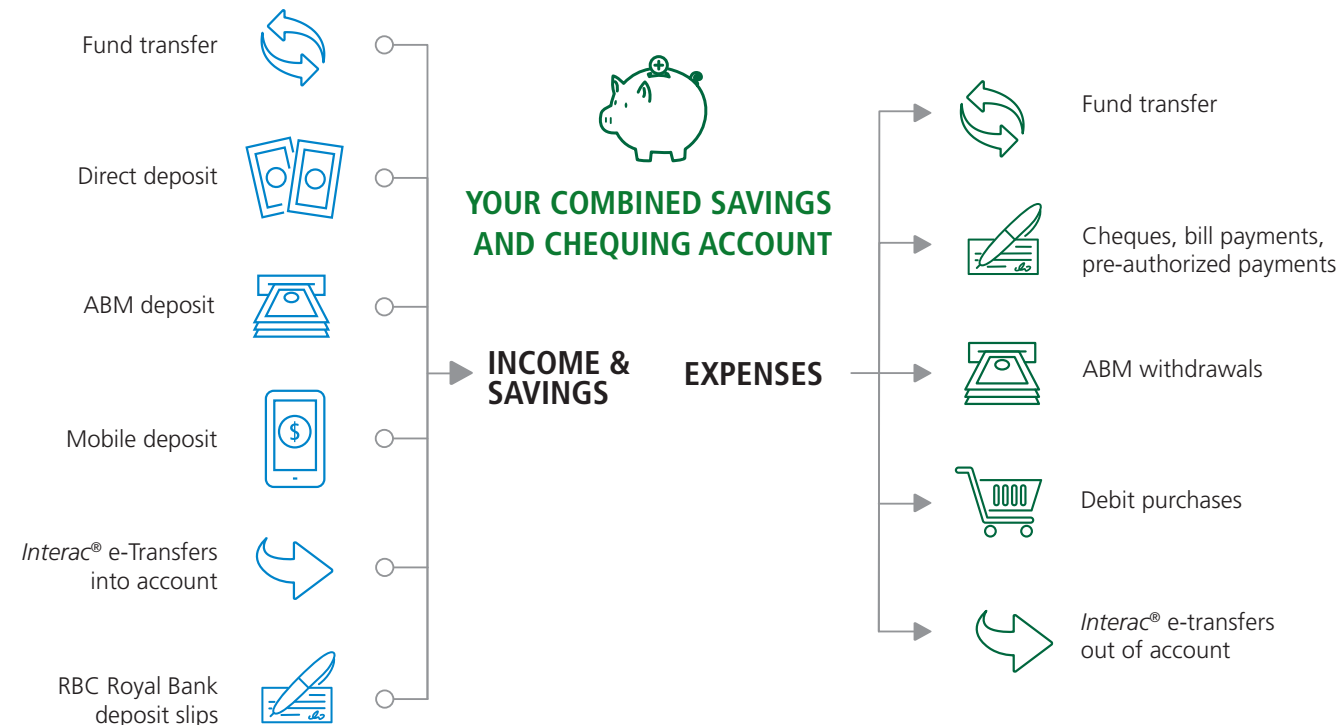 Fund transfer
Direct deposit
ABM deposit
Mobile deposit
Interac® e-Transfers
into account
RBC Royal Bank
deposit slips
$
YOUR COMBINED SAVINGS
AND CHEQUING ACCOUNT
INCOME &
SAVINGS
EXPENSES
Fund transfer
Cheques, bill payments,
pre-authorized payments
ABM withdrawals
Debit purchases
Interac® e-transfers
out of account